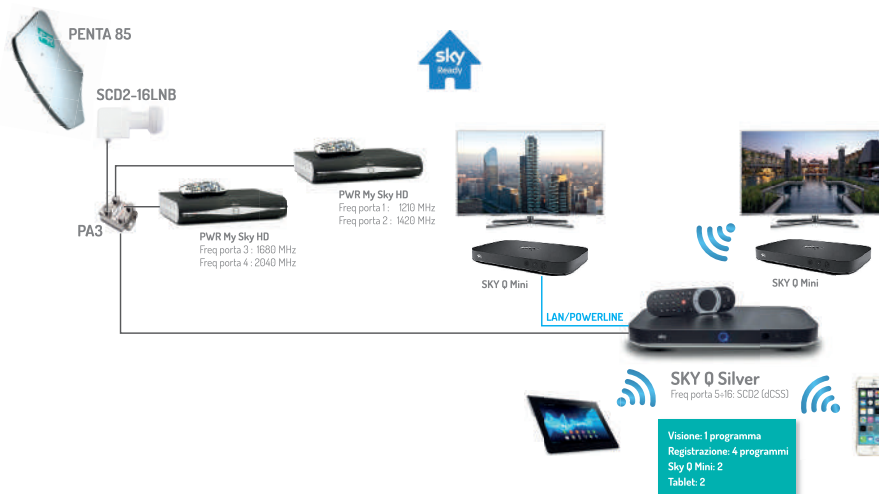 PENTA 85
SCD2-16LNB
sky
Ready
PWR My Sky HD
Freq porta 1 : 1210 MHz
Freq porta 2 : 1420 MHz
PA3
PWR My Sky HD
Freq porta 3 : 1680 MHz
Freq porta 4 : 2040 MHz
SKY Q Mini
SKY Q Mini
LAN/POWERLINE
SKY Q Silver
Freq porta 5÷16: SCD2 (dCSS)
Visione: 1 programma
Registrazione: 4 programmi
Sky Q Mini: 2
Tablet: 2